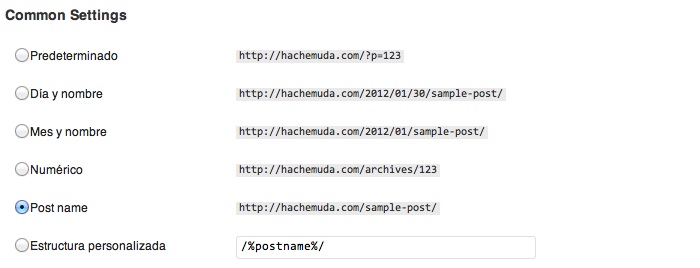 Common Settings
Predeterminado http://hachemuda.com/?p=123
Día y nombre http://hachemuda.com/2012/01/30/sample-post/
Mes y nombre http://hachemuda.com/2012/01/sample-post/
Numérico http://hachemuda.com/archives/123
Post name http://hachemuda.com/sample-post/
Estructura personalizada /%postname%/